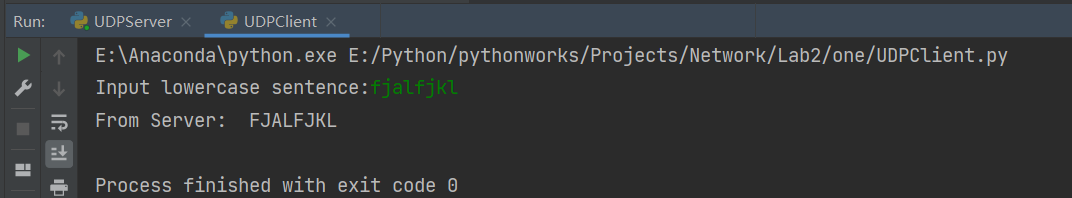 Run: UDPServer × UDPClient ×
E:\Anaconda\python.exe E:/Python/pythonworks/Projects/Network/Lab2/one/UDPClient.py
Input lowercase sentence:fjalfjkl
From Server:  FJALFJKL
Process finished with exit code 0